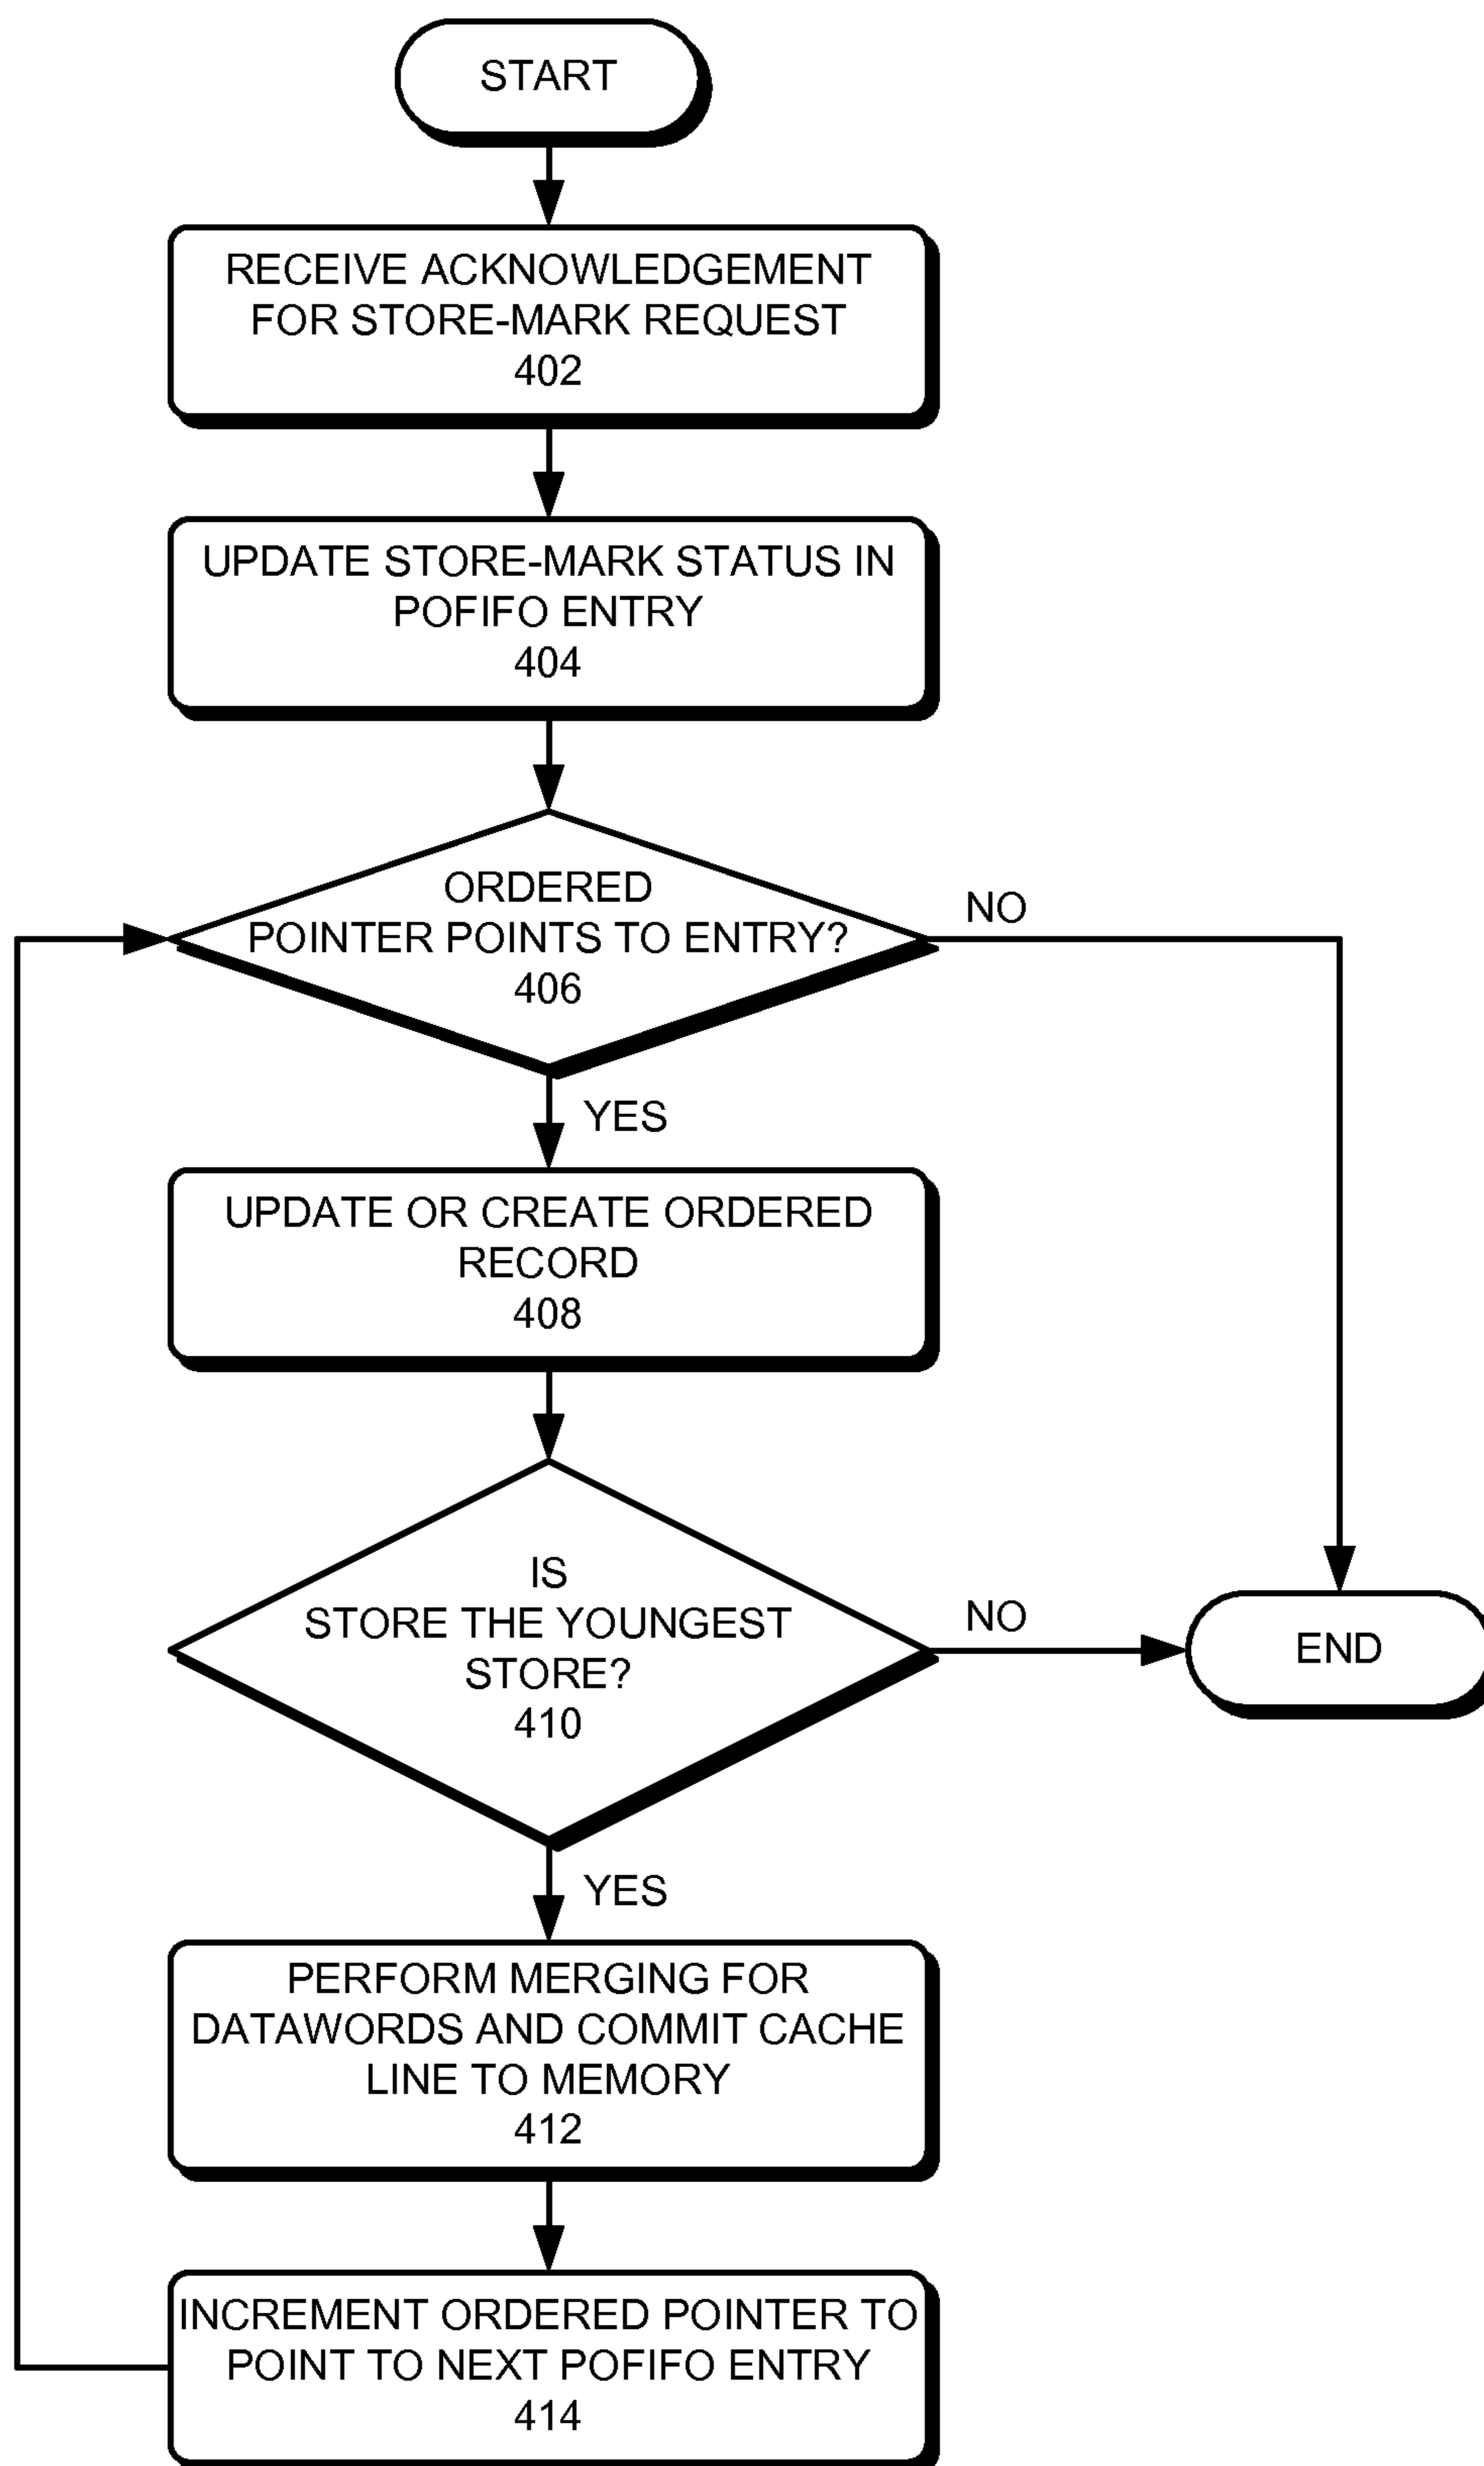 START
RECEIVE ACKNOWLEDGEMENT
FOR STORE-MARK REQUEST
402
UPDATE STORE-MARK STATUS IN
POFIFO ENTRY
404
ORDERED
POINTER POINTS TO ENTRY?
406
NO
YES
UPDATE OR CREATE ORDERED
RECORD
408
IS
STORE THE YOUNGEST
STORE?
410
NO
END
YES
PERFORM MERGING FOR
DATAWORDS AND COMMIT CACHE
LINE TO MEMORY
412
INCREMENT ORDERED POINTER TO
POINT TO NEXT POFIFO ENTRY
414